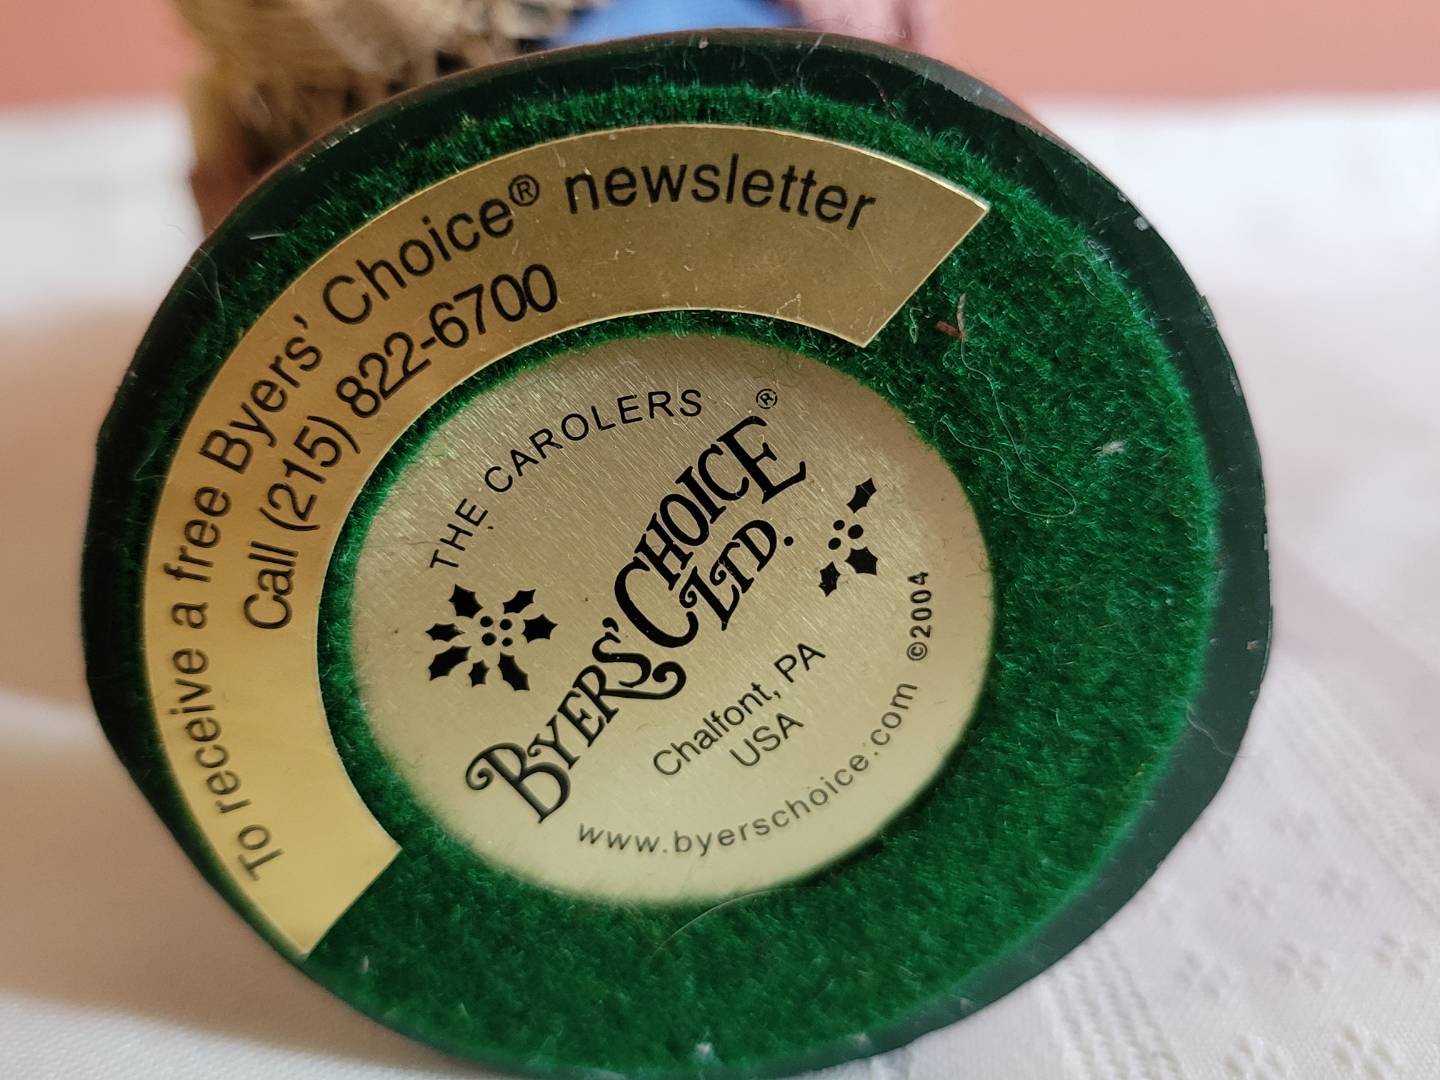 To receive a free Byers' Choice® newsletter
Call (215) 822-6700
THE CAROLERS
BYERS' CHOICE®
LTD.
Chalfont, PA
USA
www.byerschoice.com ©2004